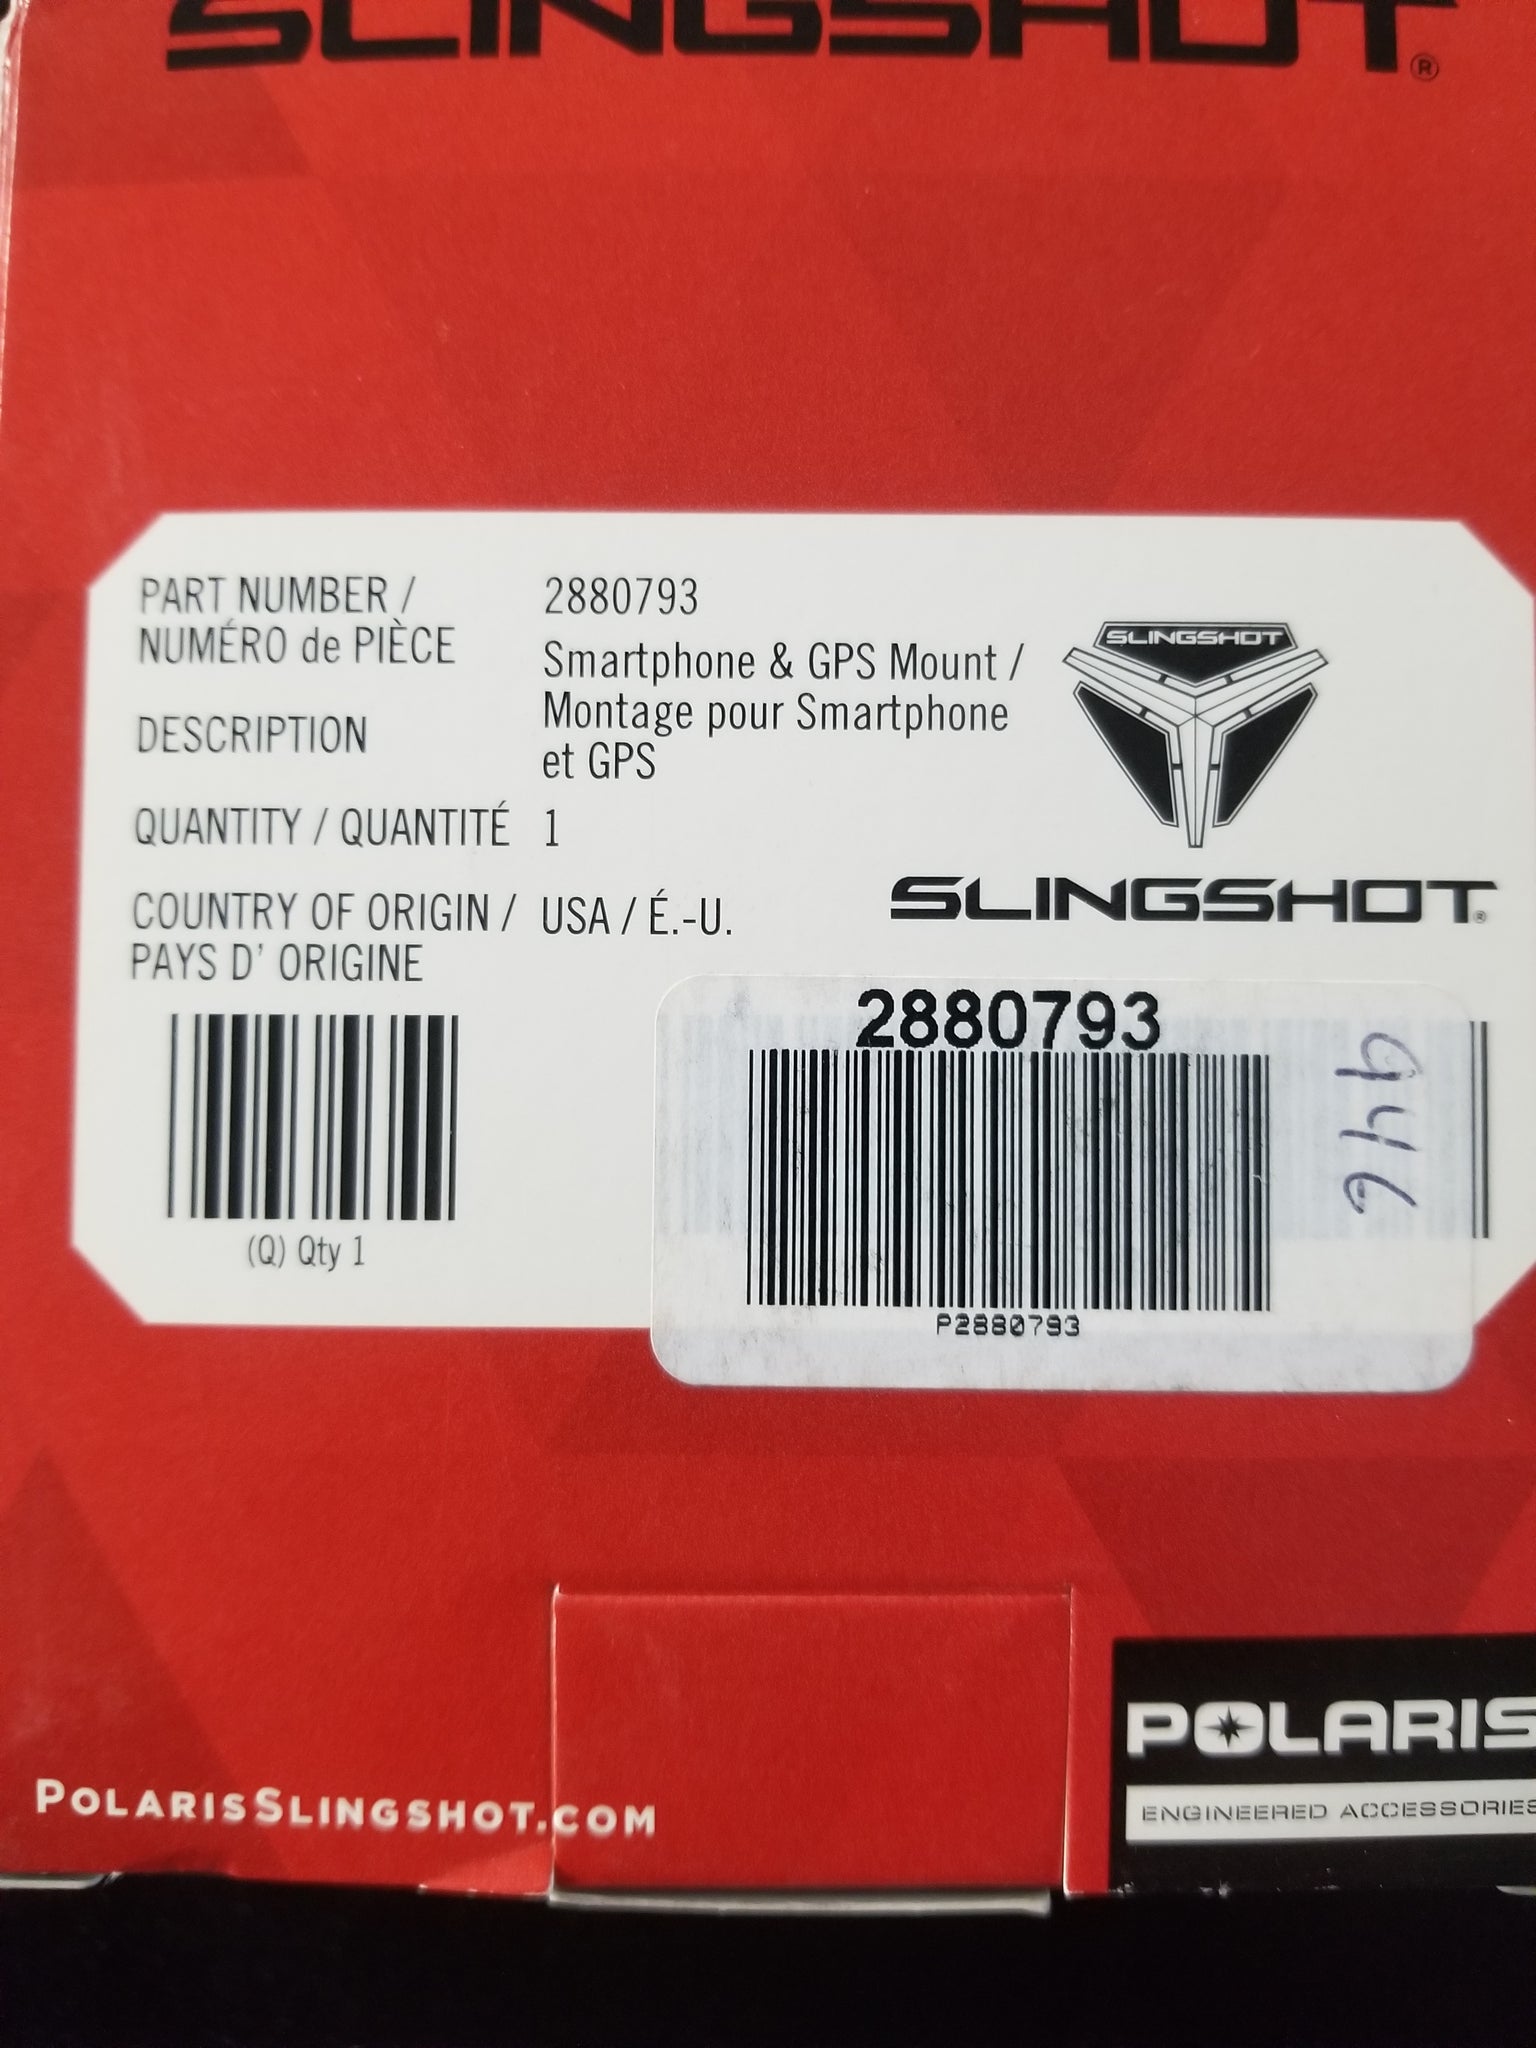 SLINGSHOT®
PART NUMBER / 2880793
NUMÉRO de PIÈCE
DESCRIPTION
Smartphone & GPS Mount /
Montage pour Smartphone
et GPS
QUANTITY / QUANTITÉ 1
COUNTRY OF ORIGIN / USA / É.-U.
PAYS D' ORIGINE
SLINGSHOT
SLINGSHOT®
(Q) Qty 1
2880793
P2880793
946
POLARISSLINGSHOT.COM
POLARIS
ENGINEERED ACCESSORIES